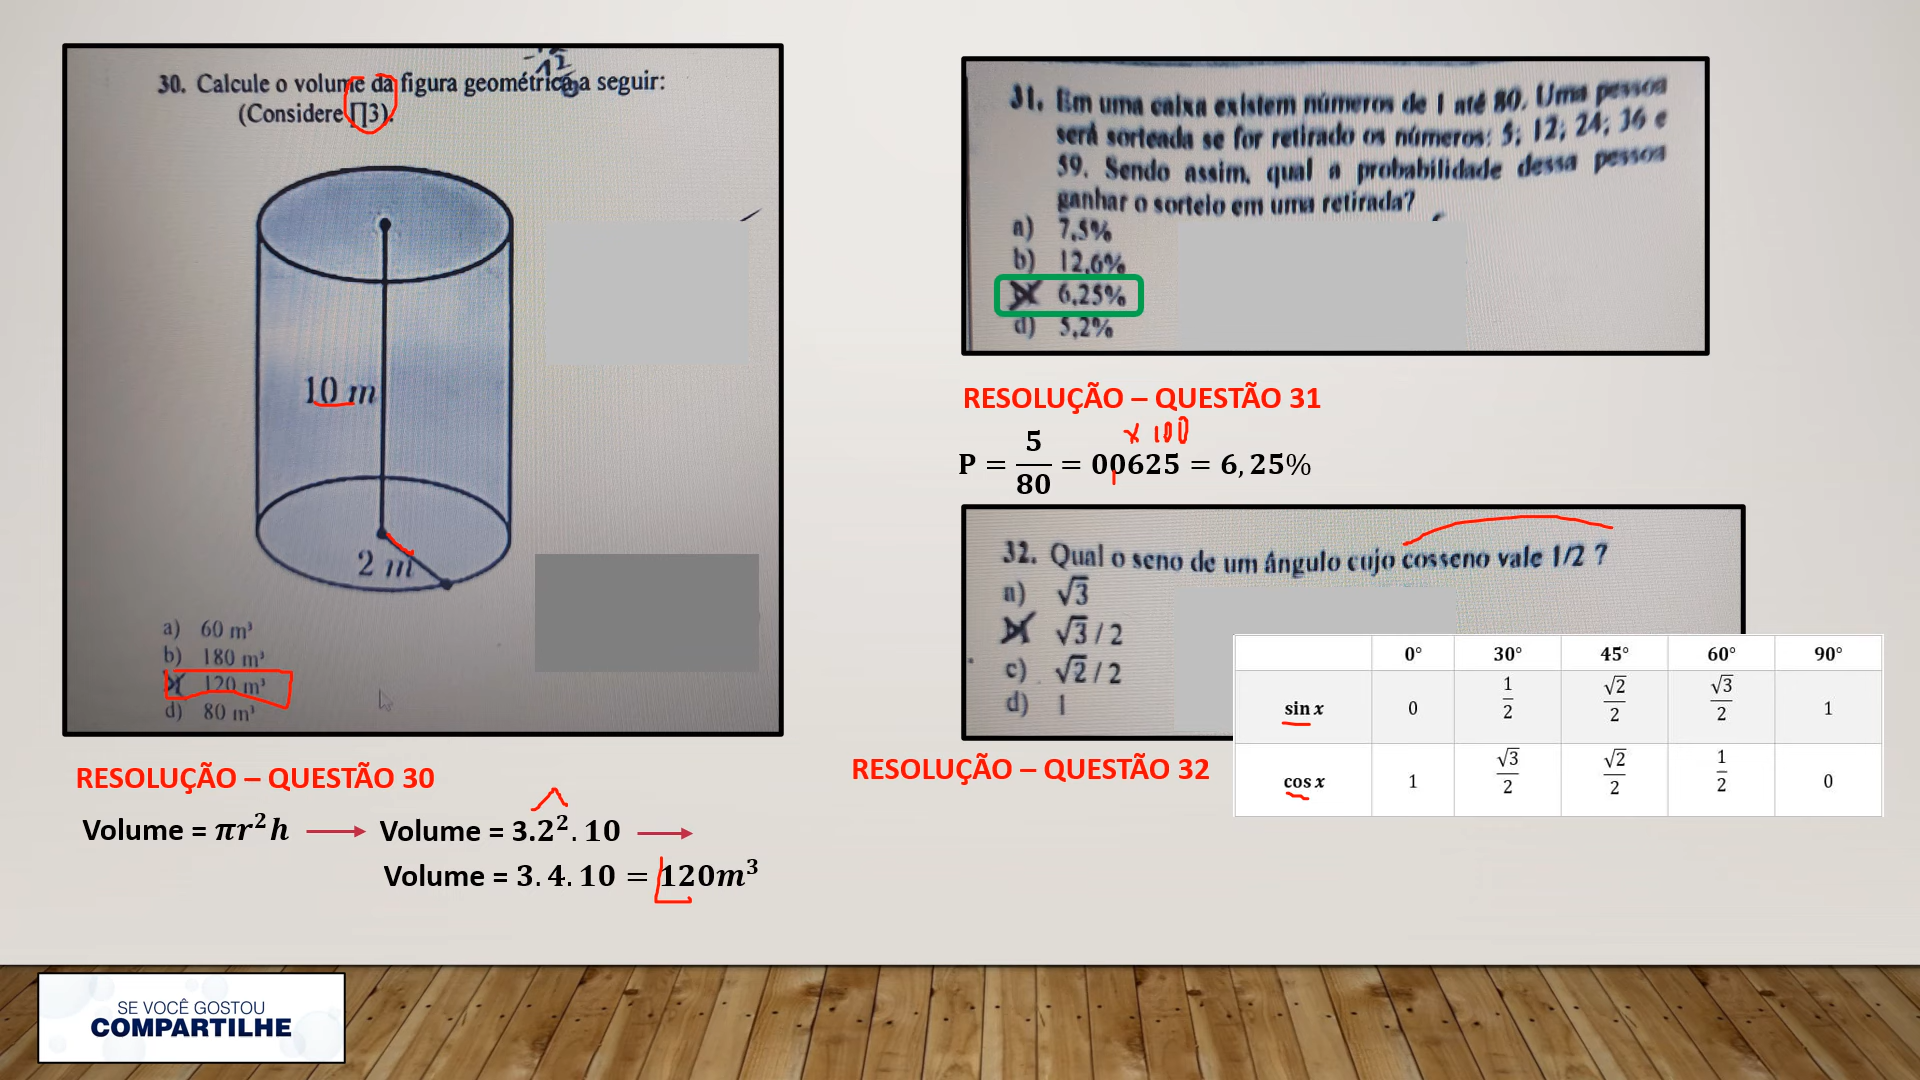 30. Calcule o volume da figura geométrica a seguir:
(Considere ∏3).
10 m
2 m
a) 60 m³
b) 180 m³
120 m³
d) 80 m³
RESOLUÇÃO – QUESTÃO 30
Volume = πr²h → Volume = 3.2². 10 →
Volume = 3. 4. 10 = 120m³
SE VOCÊ GOSTOU
COMPARTILHE
31. Em uma caixa existem números de 1 até 80. Uma pessoa
será sorteada se for retirado os números: 5; 12; 24; 36 e
59. Sendo assim, qual a probabilidade dessa pessoa
ganhar o sorteio em uma retirada?
a) 7,5%
b) 12,6%
6,25%
d) 5,2%
RESOLUÇÃO – QUESTÃO 31
x 100
P = 5/80 = 00625 = 6, 25%
32. Qual o seno de um ângulo cujo cosseno vale 1/2 ?
a) √3
√3 / 2
c) √2 / 2
d) 1
RESOLUÇÃO – QUESTÃO 32
0° 30° 45° 60° 90°
sin x 0 1/2 √2/2 √3/2 1
cos x 1 √3/2 √2/2 1/2 0